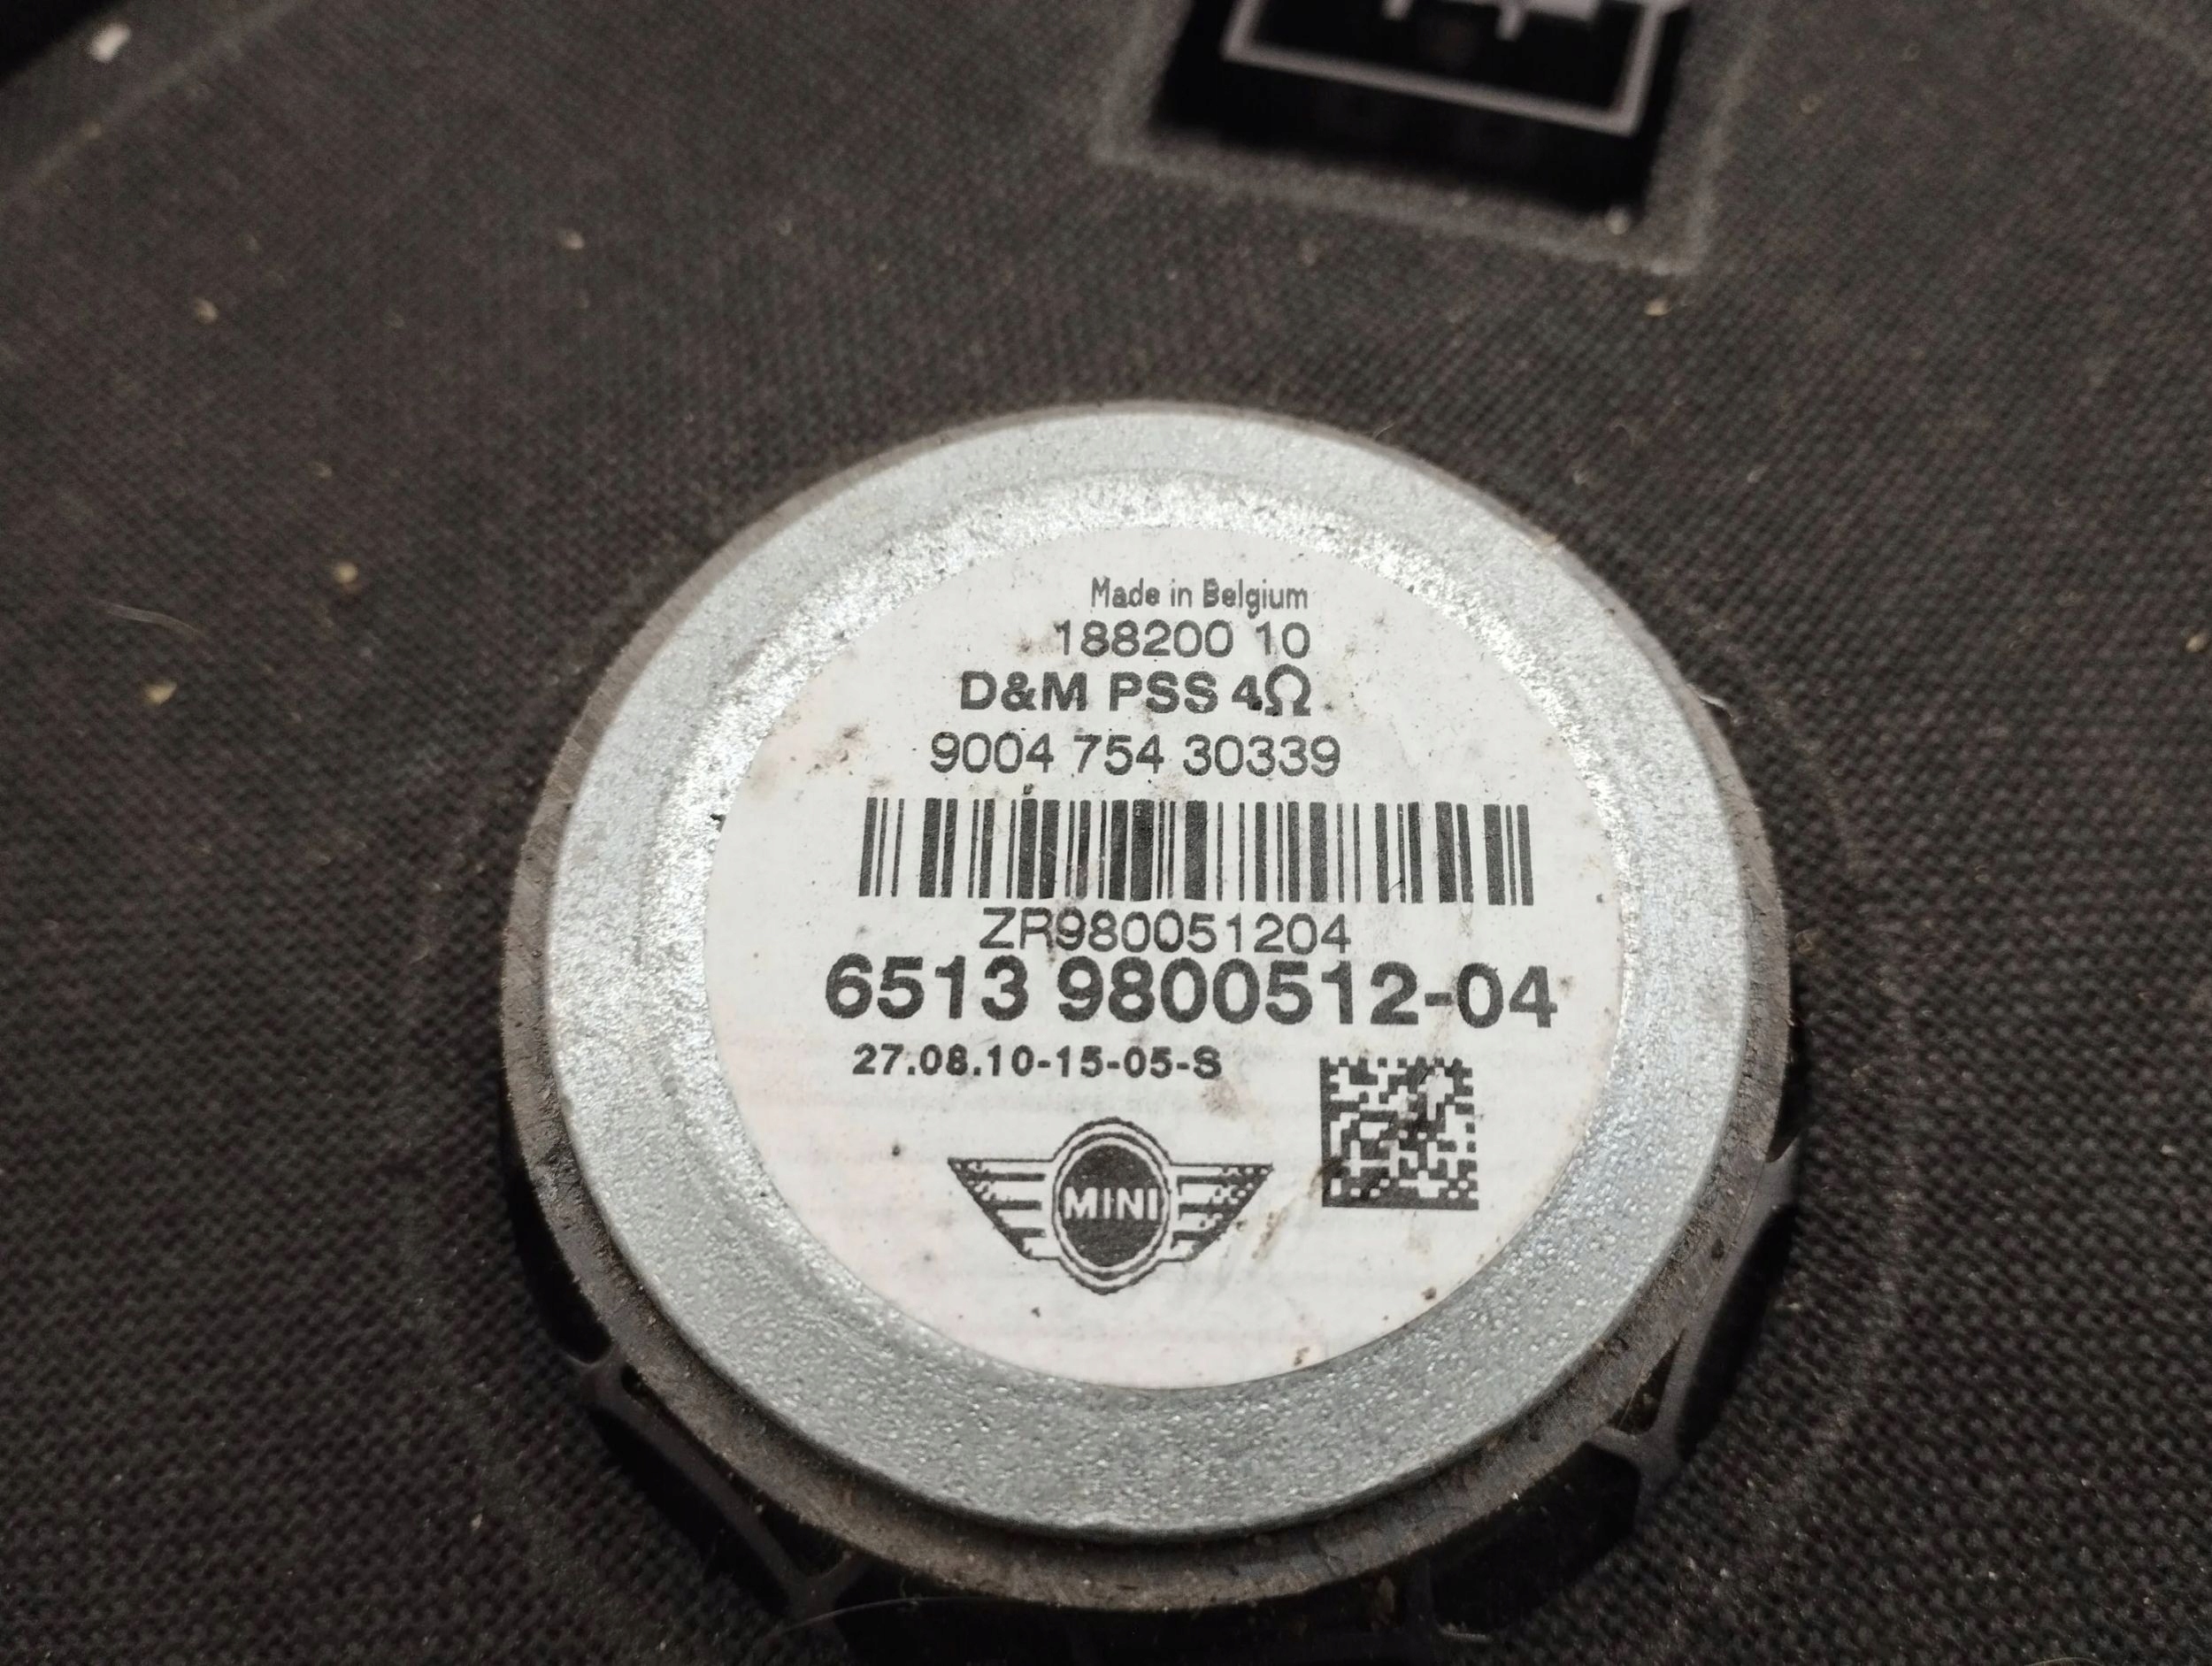 Made in Belgium
188200 10
D&M PSS 4Ω
9004 754 30339
ZR980051204
6513 9800512-04
27.08.10-15-05-S
MINI